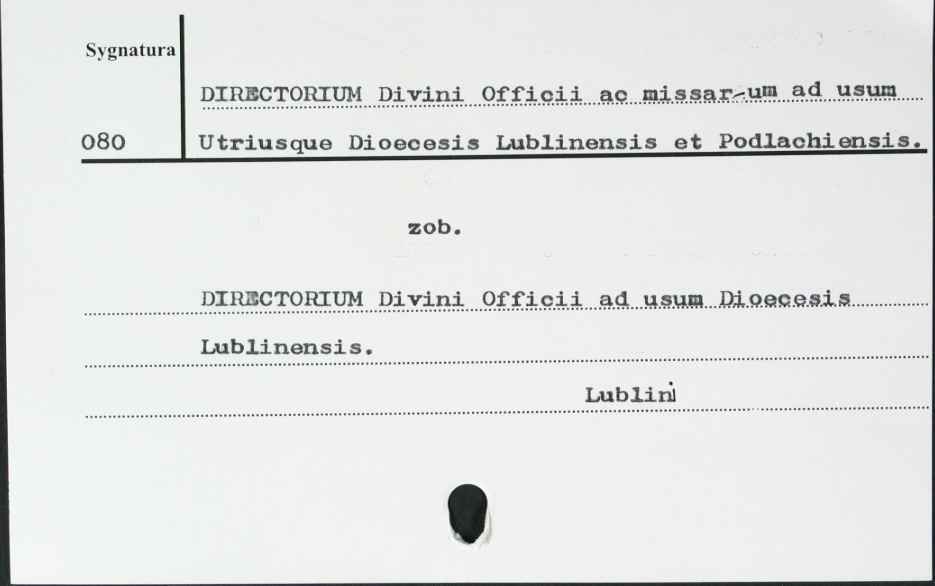 Sygnatura
DIRECTORIUM Divini Officii ac missar-um ad usum
080 Utriusque Dioecesis Lublinensis et Podlachiensis.
zob.
DIRECTORIUM Divini Officii ad usum Dioecesis
Lublinensis.
Lublini